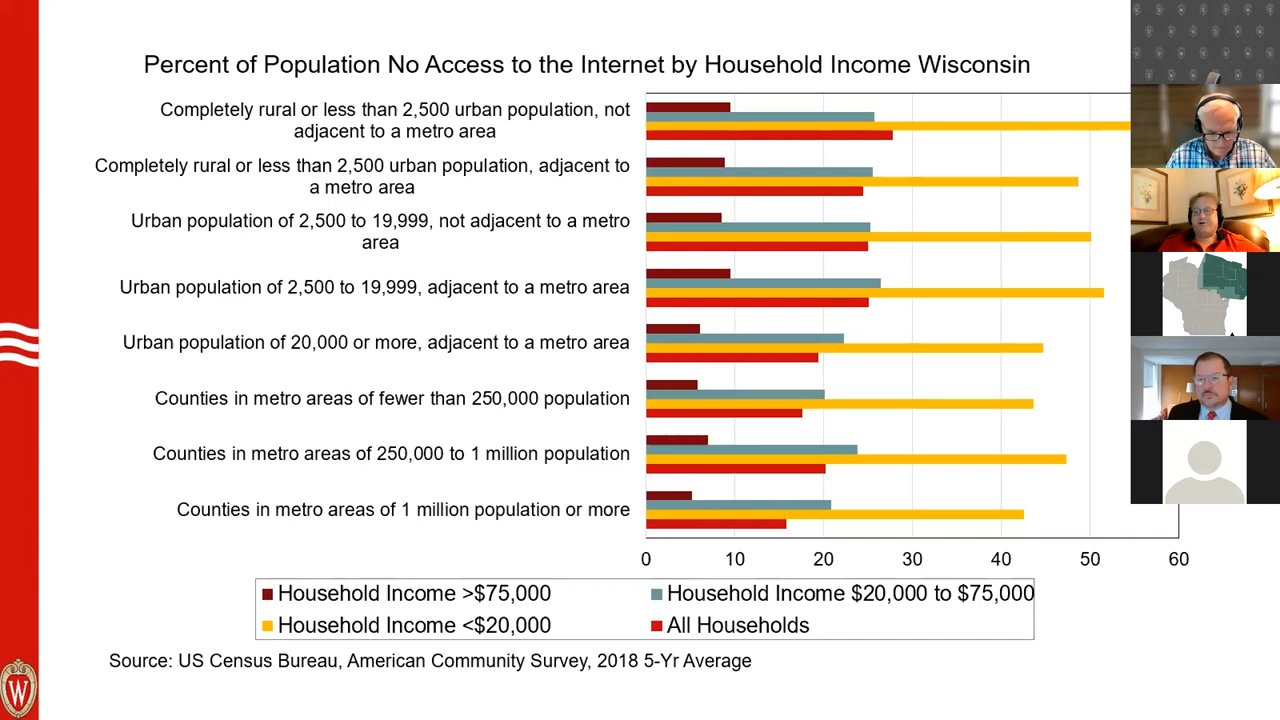 Percent of Population No Access to the Internet by Household Income Wisconsin
Completely rural or less than 2,500 urban population, not
adjacent to a metro area
Completely rural or less than 2,500 urban population, adjacent to
a metro area
Urban population of 2,500 to 19,999, not adjacent to a metro
area
Urban population of 2,500 to 19,999, adjacent to a metro area
Urban population of 20,000 or more, adjacent to a metro area
Counties in metro areas of fewer than 250,000 population
Counties in metro areas of 250,000 to 1 million population
Counties in metro areas of 1 million population or more
0 10 20 30 40 50 60
Household Income >$75,000
Household Income $20,000 to $75,000
Household Income <$20,000
All Households
Source: US Census Bureau, American Community Survey, 2018 5-Yr Average
W